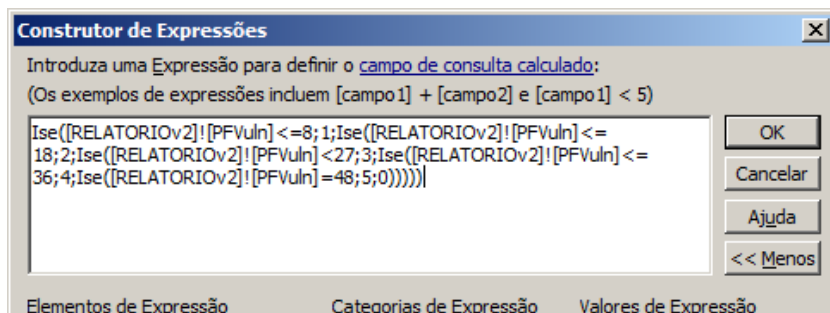 Construtor de Expressões
Introduza uma Expressão para definir o campo de consulta calculado:
(Os exemplos de expressões incluem [campo1] + [campo2] e [campo1] < 5)
Ise([RELATORIOv2]![PFVuln]<=8;1;Ise([RELATORIOv2]![PFVuln]<=
18;2;Ise([RELATORIOv2]![PFVuln]<27;3;Ise([RELATORIOv2]![PFVuln]<=
36;4;Ise([RELATORIOv2]![PFVuln]=48;5;0)))))
OK
Cancelar
Ajuda
<< Menos
Elementos de Expressão Categorias de Expressão Valores de Expressão